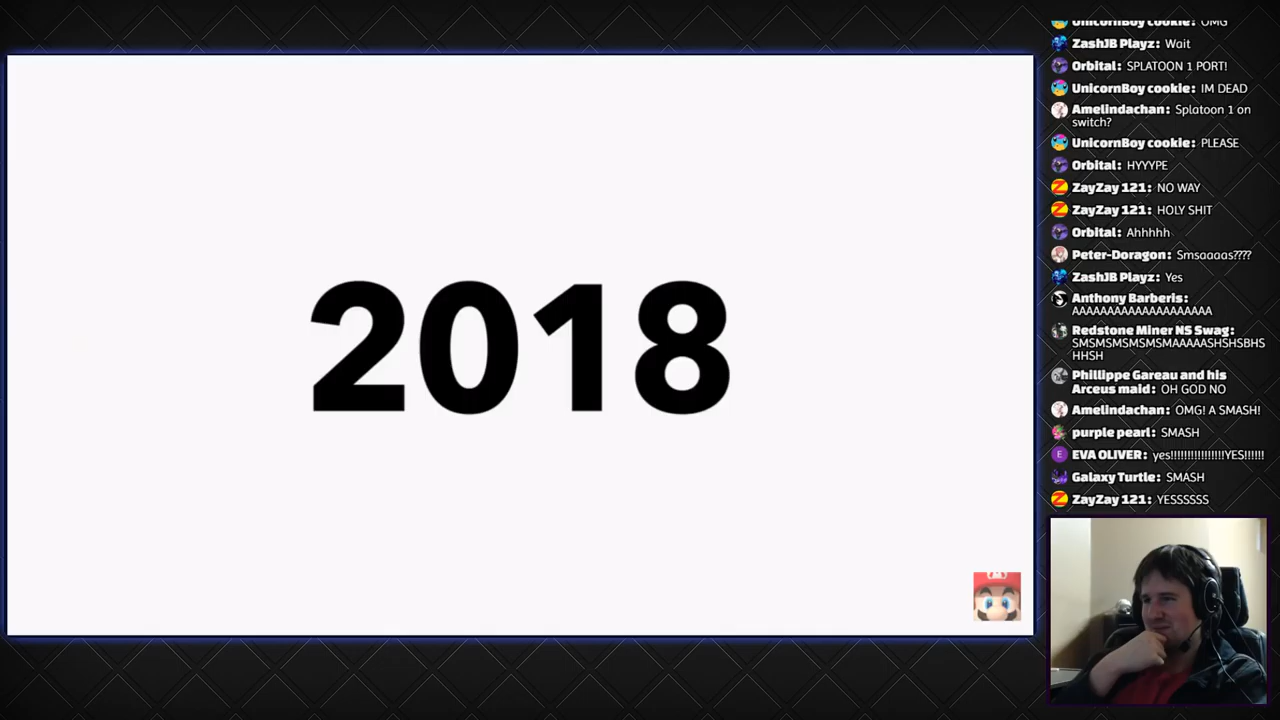 2018
UnicornBoy cookie: OMG
ZashJB Playz: Wait
Orbital: SPLATOON 1 PORT!
UnicornBoy cookie: IM DEAD
Amelindachan: Splatoon 1 on
switch?
UnicornBoy cookie: PLEASE
Orbital: HYYYPE
ZayZay 121: NO WAY
ZayZay 121: HOLY SHIT
Orbital: Ahhhhh
Peter-Doragon: Smsaaaas????
ZashJB Playz: Yes
Anthony Barberis:
AAAAAAAAAAAAAAAAAAAA
Redstone Miner NS Swag:
SMSMSMSMSMSMAAAAASHSHSBHS
HHSH
Phillippe Gareau and his
Arceus maid: OH GOD NO
Amelindachan: OMG! A SMASH!
purple pearl: SMASH
E EVA OLIVER: yes!!!!!!!!!!!!!!!!YES!!!!!!
Galaxy Turtle: SMASH
ZayZay 121: YESSSSSS